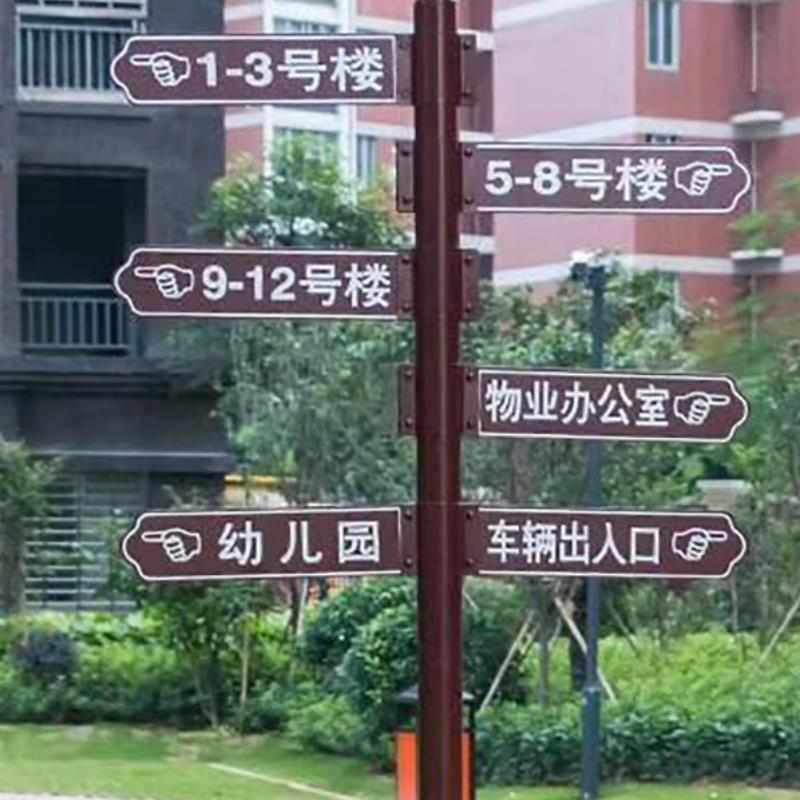 1-3号楼
5-8号楼
9-12号楼
物业办公室
幼儿园
车辆出入口